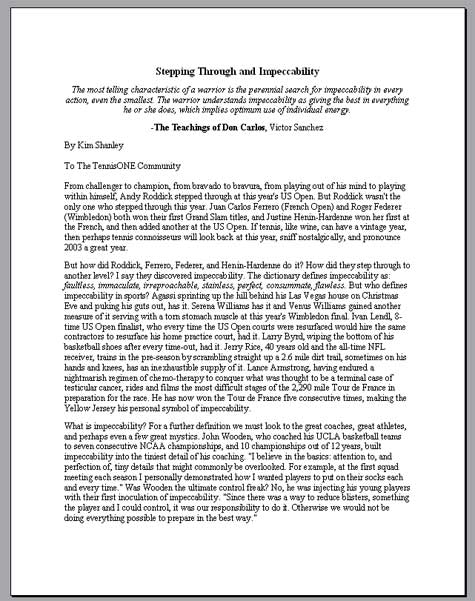 Stepping Through and Impeccability
The most telling characteristic of a warrior is the perennial search for impeccability in every
action, even the smallest. The warrior understands impeccability as giving the best in everything
he or she does, which implies optimum use of individual energy.
-The Teachings of Don Carlos, Victor Sanchez
By Kim Shanley
To The TennisONE Community
From challenger to champion, from bravado to bravura, from playing out of his mind to playing
within himself, Andy Roddick stepped through at this year's US Open. But Roddick wasn't the
only one who stepped through this year. Juan Carlos Ferrero (French Open) and Roger Federer
(Wimbledon) both won their first Grand Slam titles, and Justine Henin-Hardenne won her first at
the French, and then added another at the US Open. If tennis, like wine, can have a vintage year,
then perhaps tennis connoisseurs will look back at this year, sniff nostalgically, and pronounce
2003 a great year.
But how did Roddick, Ferrero, Federer, and Henin-Hardenne do it? How did they step through to
another level? I say they discovered impeccability. The dictionary defines impeccability as:
faultless, immaculate, irreproachable, stainless, perfect, consummate, flawless. But who defines
impeccability in sports? Agassi sprinting up the hill behind his Las Vegas house on Christmas
Eve and puking his guts out, has it. Serena Williams has it and Venus Williams gained another
measure of it serving with a torn stomach muscle at this year's Wimbledon final. Ivan Lendl, 8-
time US Open finalist, who every time the US Open courts were resurfaced would hire the same
contractors to resurface his home practice court, had it. Larry Byrd, wiping the bottom of his
basketball shoes after every time-out, had it. Jerry Rice, 40 years old and the all-time NFL
receiver, trains in the pre-season by scrambling straight up a 2.6 mile dirt trail, sometimes on his
hands and knees, has an inexhaustible supply of it. Lance Armstrong, having endured a
nightmarish regimen of chemo-therapy to conquer what was thought to be a terminal case of
testicular cancer, rides and films the most difficult stages of the 2,290 mile Tour de France in
preparation for the race. He has now won the Tour de France five consecutive times, making the
Yellow Jersey his personal symbol of impeccability.
What is impeccability? For a further definition we must look to the great coaches, great athletes,
and perhaps even a few great mystics. John Wooden, who coached his UCLA basketball teams
to seven consecutive NCAA championships, and 10 championships out of 12 years, built
impeccability into the tiniest detail of his coaching. "I believe in the basics: attention to, and
perfection of, tiny details that might commonly be overlooked. For example, at the first squad
meeting each season I personally demonstrated how I wanted players to put on their socks each
and every time." Was Wooden the ultimate control freak? No, he was injecting his young players
with their first inoculation of impeccability. "Since there was a way to reduce blisters, something
the player and I could control, it was our responsibility to do it. Otherwise we would not be
doing everything possible to prepare in the best way."